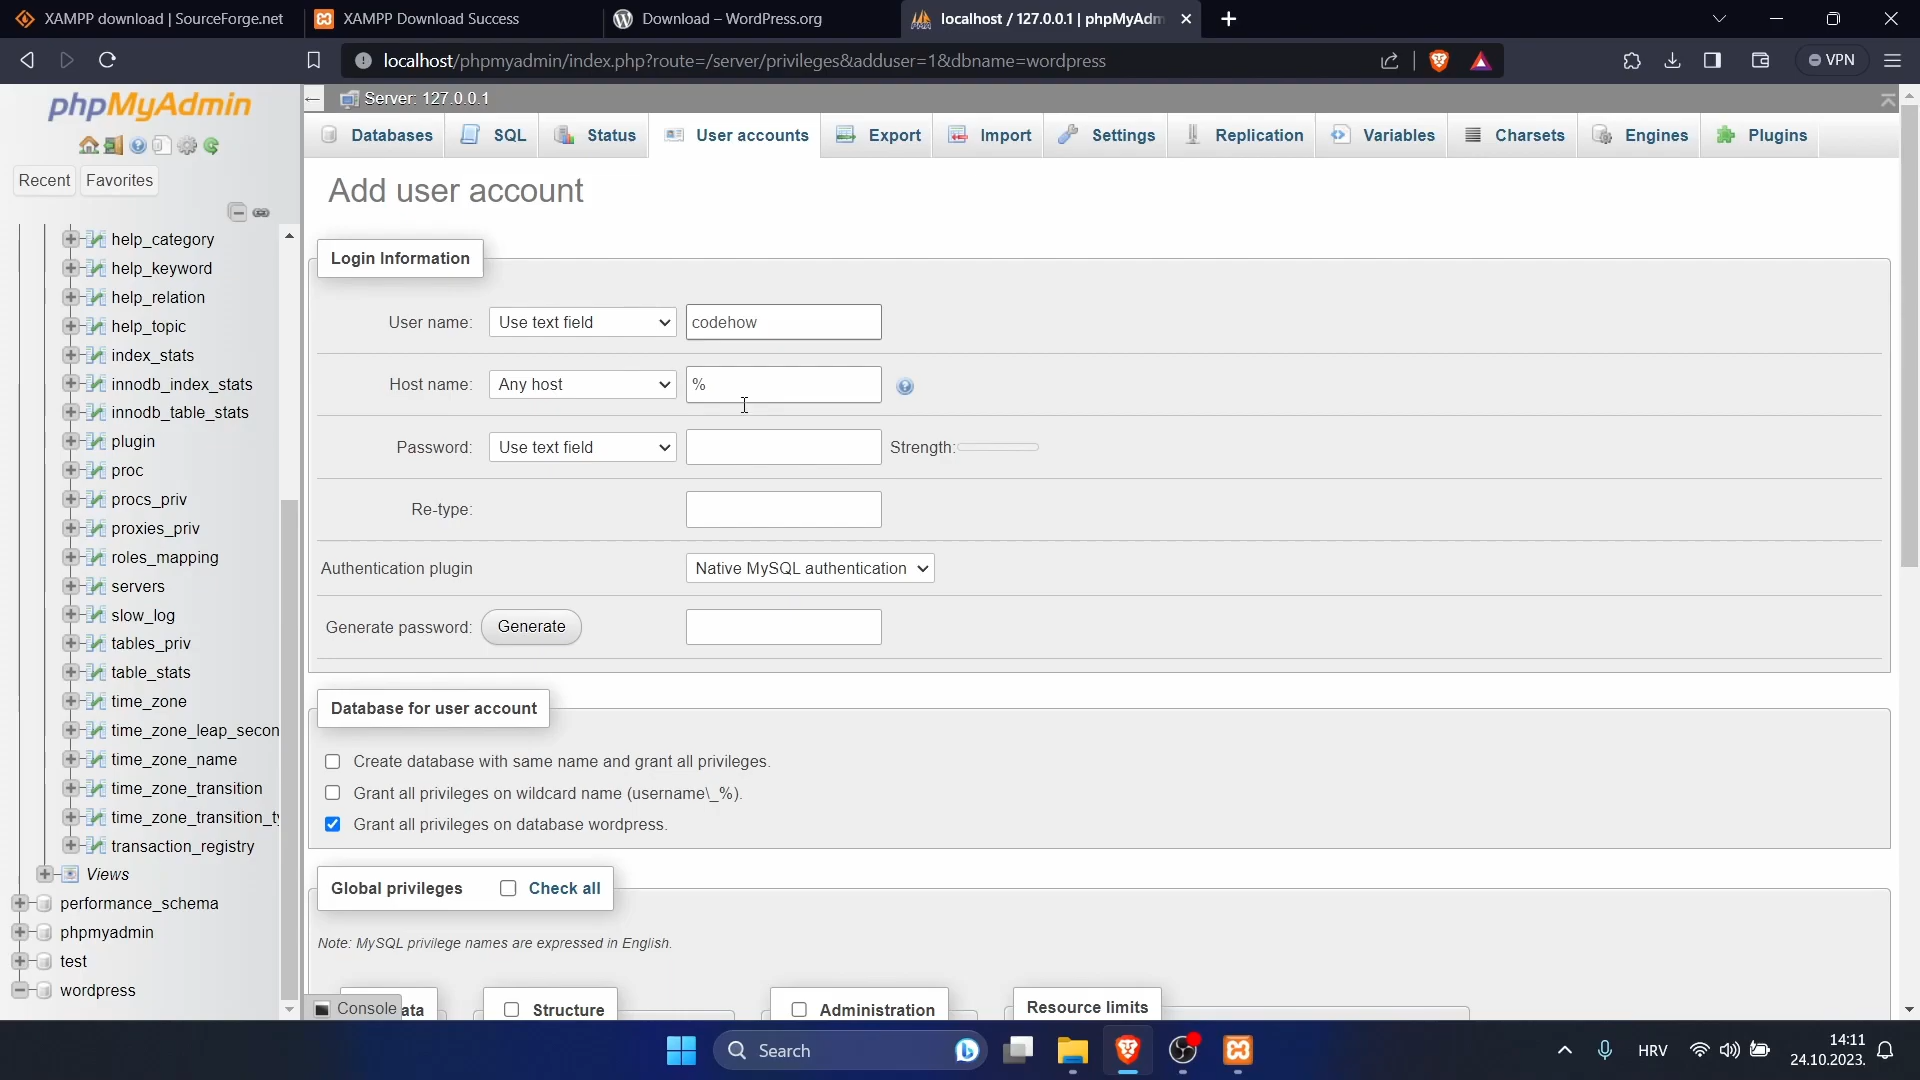 XAMPP download | SourceForge.net
XAMPP Download Success
Download – WordPress.org
localhost / 127.0.0.1 | phpMyAdm
localhost/phpmyadmin/index.php?route=/server/privileges&adduser=1&dbname=wordpress
VPN
phpMyAdmin
Recent
Favorites
help_category
help_keyword
help_relation
help_topic
index_stats
innodb_index_stats
innodb_table_stats
plugin
proc
procs_priv
proxies_priv
roles_mapping
servers
slow_log
tables_priv
table_stats
time_zone
time_zone_leap_secon
time_zone_name
time_zone_transition
time_zone_transition_ty
transaction_registry
Views
performance_schema
phpmyadmin
test
wordpress
Server: 127.0.0.1
Databases
SQL
Status
User accounts
Export
Import
Settings
Replication
Variables
Charsets
Engines
Plugins
Add user account
Login Information
User name: Use text field codehow
Host name: Any host %
Password: Use text field Strength:
Re-type:
Authentication plugin Native MySQL authentication
Generate password: Generate
Database for user account
Create database with same name and grant all privileges.
Grant all privileges on wildcard name (username\_%).
Grant all privileges on database wordpress.
Global privileges Check all
Note: MySQL privilege names are expressed in English.
Console
ata
Structure
Administration
Resource limits
Search
HRV
14:11
24.10.2023.